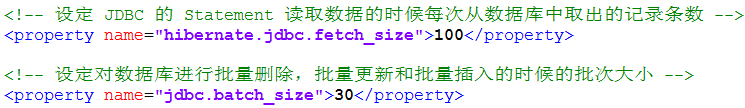 <!-- 设定 JDBC 的 Statement 读取数据的时候每次从数据库中取出的记录条数 -->
<property name="hibernate.jdbc.fetch_size">100</property>
<!-- 设定对数据库进行批量删除，批量更新和批量插入的时候的批次大小 -->
<property name="jdbc.batch_size">30</property>